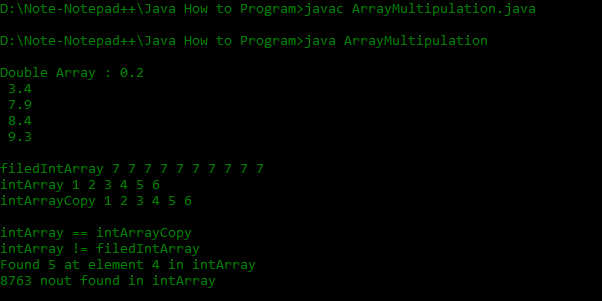 D:\Note-Notepad++\Java How to Program>javac ArrayMultipulation.java
D:\Note-Notepad++\Java How to Program>java ArrayMultipulation
Double Array : 0.2
3.4
7.9
8.4
9.3
filedIntArray 7 7 7 7 7 7 7 7 7 7
intArray 1 2 3 4 5 6
intArrayCopy 1 2 3 4 5 6
intArray == intArrayCopy
intArray != filedIntArray
Found 5 at element 4 in intArray
8763 nout found in intArray